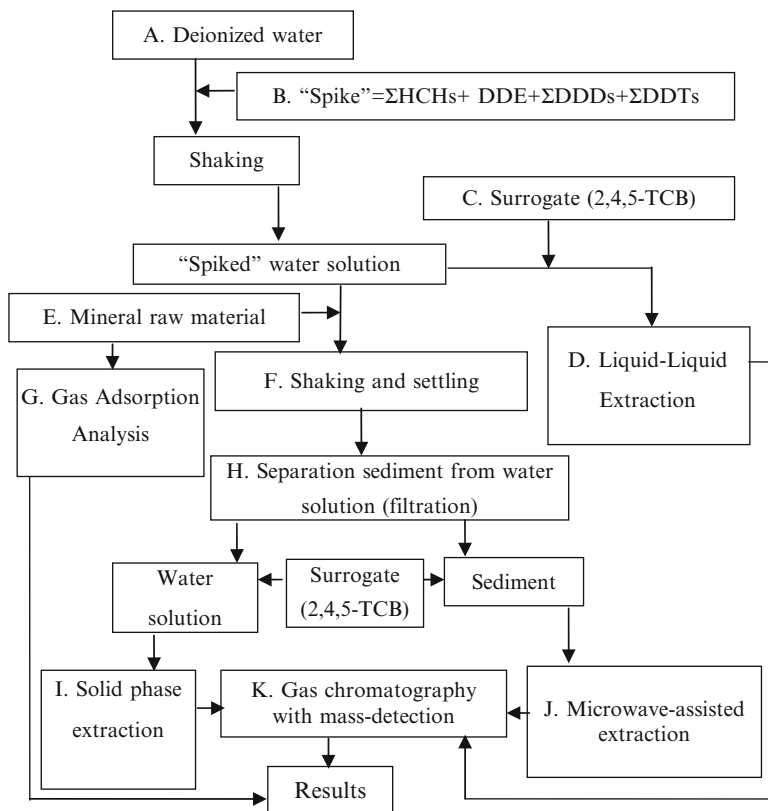 A. Deionized water
B. “Spike”=ΣHCHs+ DDE+ΣDDDs+ΣDDTs
Shaking
C. Surrogate (2,4,5-TCB)
“Spiked” water solution
E. Mineral raw material
D. Liquid-Liquid
Extraction
F. Shaking and settling
G. Gas Adsorption
Analysis
H. Separation sediment from water
solution (filtration)
Water
solution
Surrogate
(2,4,5-TCB)
Sediment
I. Solid phase
extraction
K. Gas chromatography
with mass-detection
J. Microwave-assisted
extraction
Results